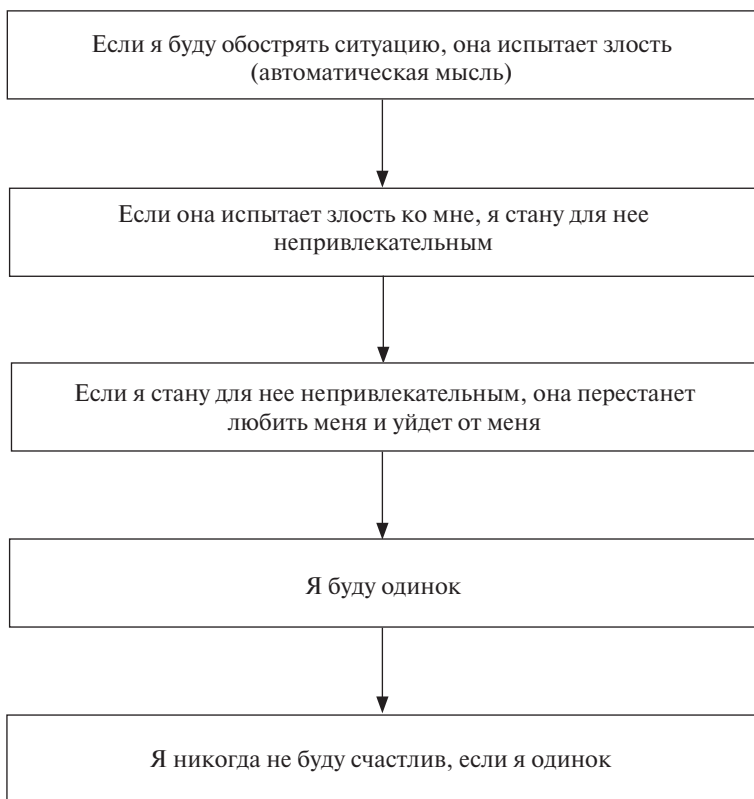 Если я буду обострять ситуацию, она испытает злость
(автоматическая мысль)
Если она испытает злость ко мне, я стану для нее
непривлекательным
Если я стану для нее непривлекательным, она перестанет
любить меня и уйдет от меня
Я буду одинок
Я никогда не буду счастлив, если я одинок